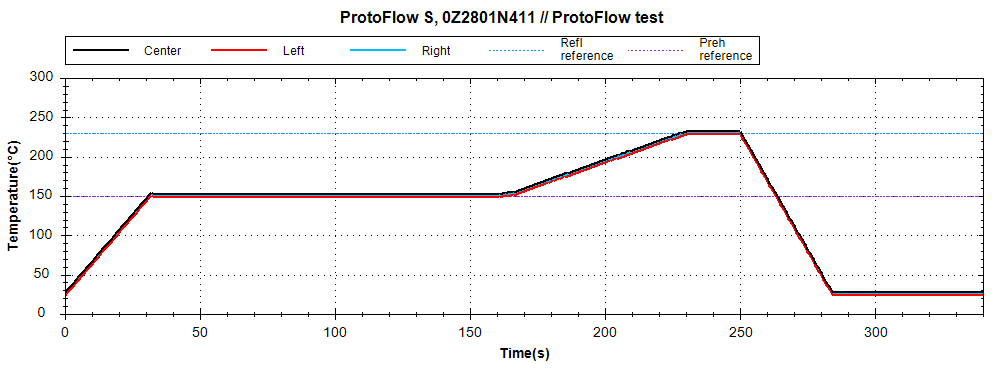 ProtoFlow S, 0Z2801N411 // ProtoFlow test
Center
Left
Right
Refl
reference
Preh
reference
Temperature(°C)
300
250
200
150
100
50
0
0
50
100
150
200
250
300
Time(s)